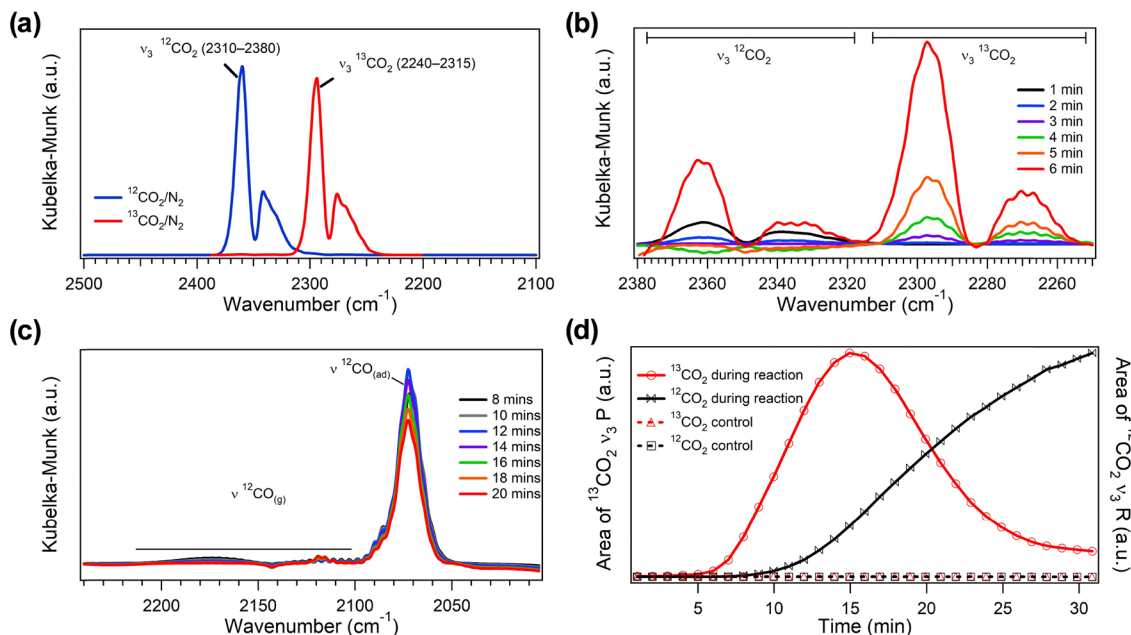 (a)
ν3 12CO2 (2310–2380)
ν3 13CO2 (2240–2315)
Kubelka-Munk (a.u.)
12CO2/N2
13CO2/N2
2500 2400 2300 2200 2100
Wavenumber (cm-1)
(b)
ν3 12CO2
ν3 13CO2
Kubelka-Munk (a.u.)
1 min
2 min
3 min
4 min
5 min
6 min
2380 2360 2340 2320 2300 2280 2260
Wavenumber (cm-1)
(c)
ν 12CO(ad)
ν 12CO(g)
Kubelka-Munk (a.u.)
8 mins
10 mins
12 mins
14 mins
16 mins
18 mins
20 mins
2200 2150 2100 2050
Wavenumber (cm-1)
(d)
13CO2 during reaction
12CO2 during reaction
13CO2 control
12CO2 control
Area of 13CO2 ν3 P (a.u.)
Area of 12CO2 ν3 R (a.u.)
5 10 15 20 25 30
Time (min)